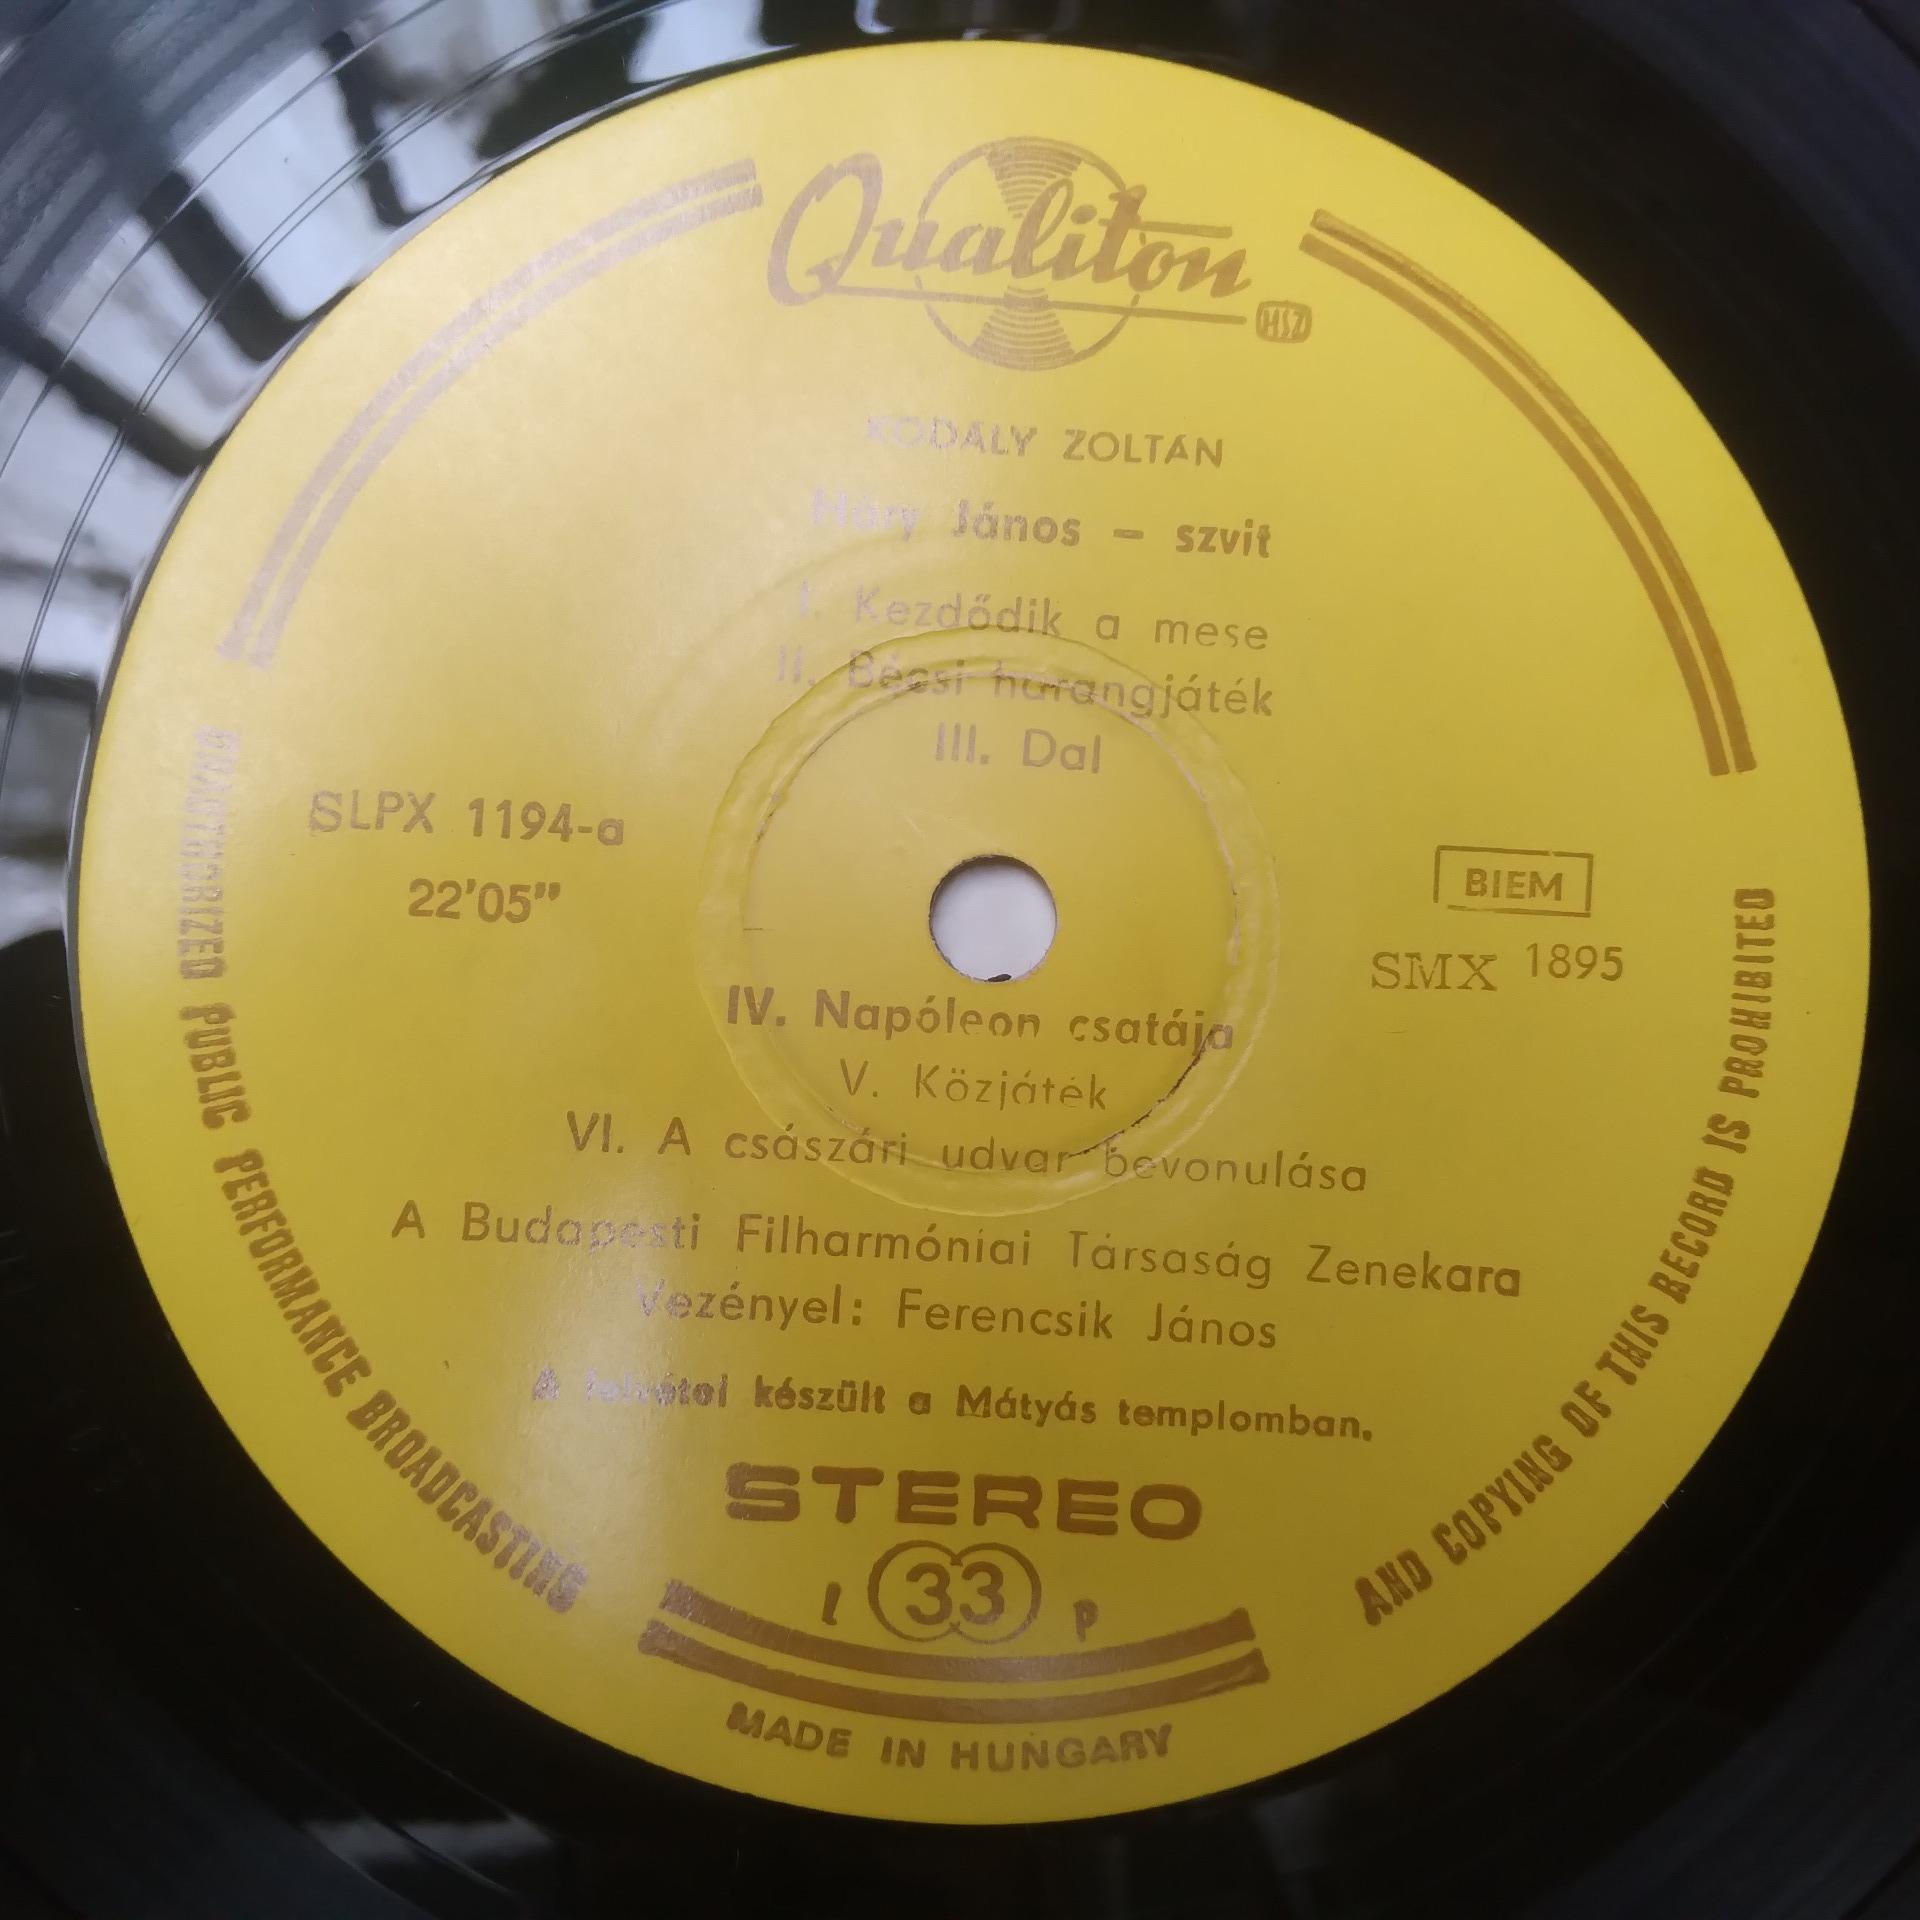 Qualiton
HSZ
KODÁLY ZOLTÁN
Háry János – szvit
I. Kezdődik a mese
II. Bécsi harangjáték
III. Dal
SLPX 1194-a
22'05"
BIEM
SMX 1895
IV. Napóleon csatája
V. Közjáték
VI. A császári udvar bevonulása
A Budapesti Filharmóniai Társaság Zenekara
Vezényel: Ferencsik János
A felvétel készült a Mátyás templomban.
STEREO
l 33 p
MADE IN HUNGARY
UNAUTHORIZED PUBLIC PERFORMANCE BROADCASTING
AND COPYING OF THIS RECORD IS PROHIBITED